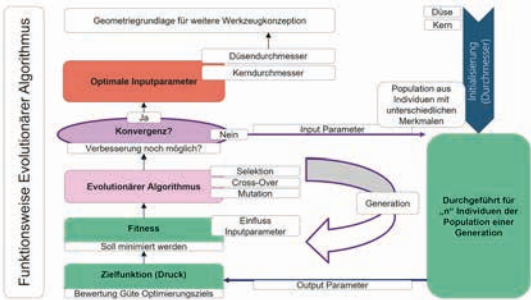 Funktionsweise Evolutionärer Algorithmus
Geometriegrundlage für weitere Werkzeugkonzeption
Düsendurchmesser
Kerndurchmesser
Optimale Inputparameter
Ja
Konvergenz?
Nein
Verbesserung noch möglich?
Input Parameter
Düse
Kern
Initialisierung
(Durchmesser)
Population aus
Individuen mit
unterschiedlichen
Merkmalen
Evolutionärer Algorithmus
Selektion
Cross-Over
Mutation
Generation
Durchgeführt für
„n“ Individuen der
Population einer
Generation
Fitness
Soll minimiert werden
Einfluss
Inputparameter
Zielfunktion (Druck)
Bewertung Güte Optimierungsziels
Output Parameter